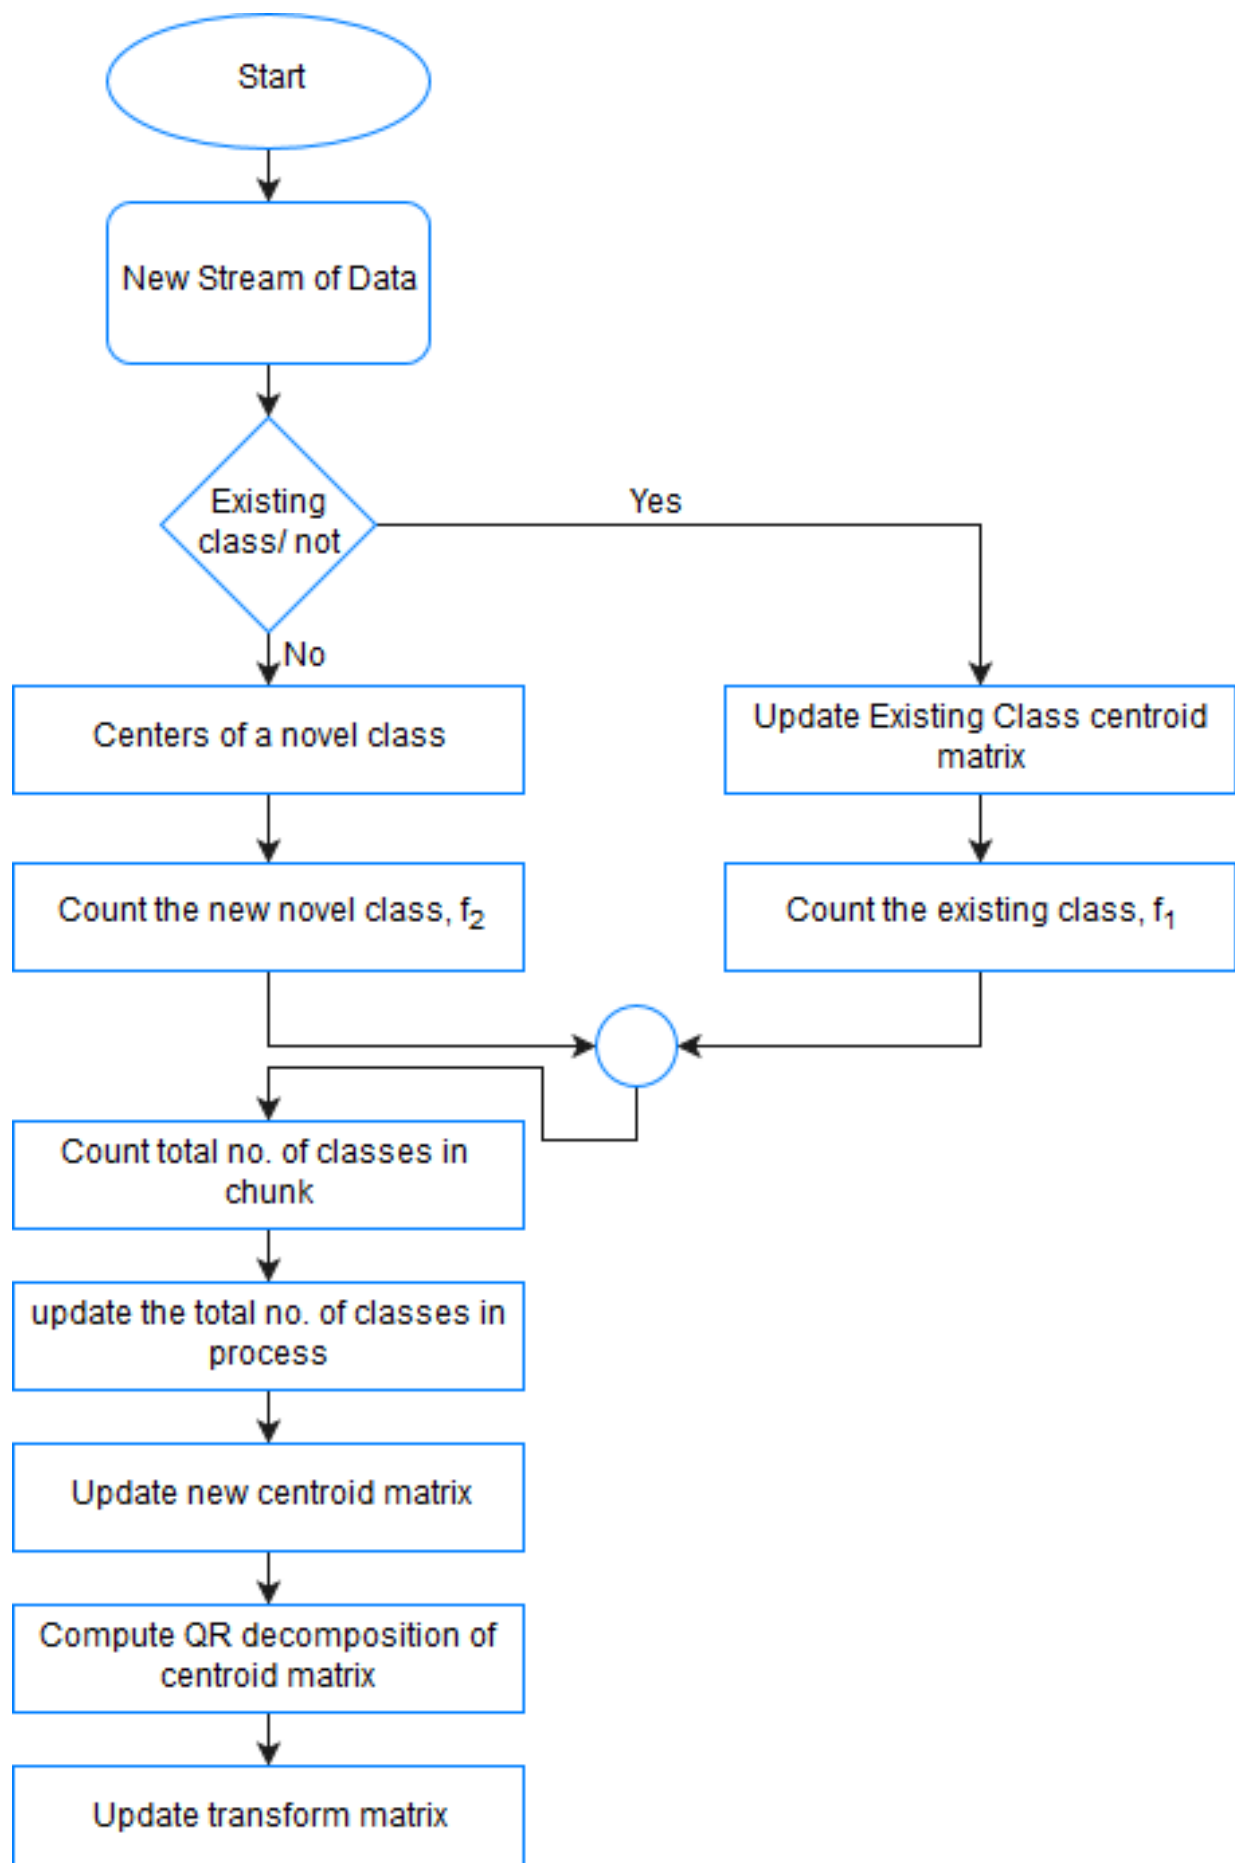 Start
New Stream of Data
Existing
class/ not
Yes
No
Centers of a novel class
Update Existing Class centroid
matrix
Count the new novel class, f₂
Count the existing class, f₁
Count total no. of classes in
chunk
update the total no. of classes in
process
Update new centroid matrix
Compute QR decomposition of
centroid matrix
Update transform matrix